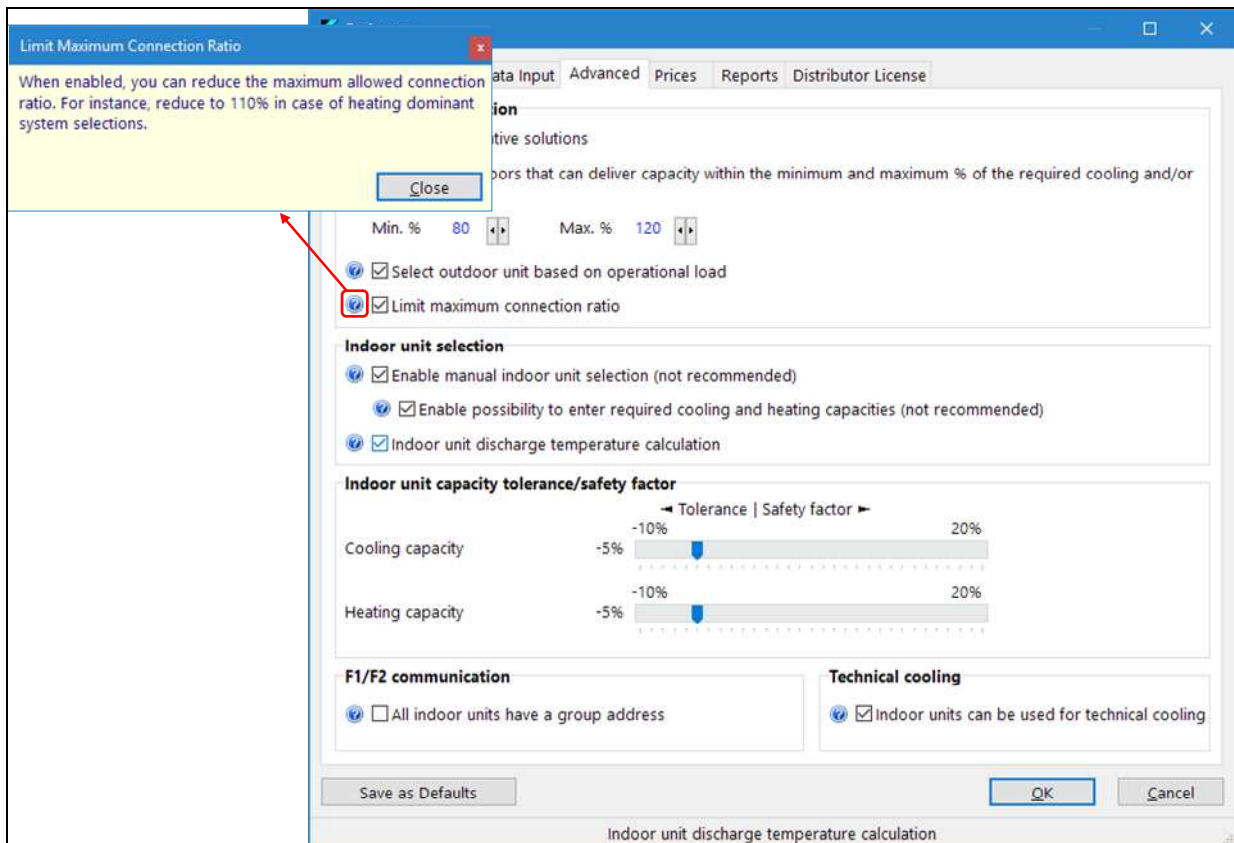 Limit Maximum Connection Ratio
When enabled, you can reduce the maximum allowed connection
ratio. For instance, reduce to 110% in case of heating dominant
system selections.
Close
Input Advanced Prices Reports Distributor License
solutions
that can deliver capacity within the minimum and maximum % of the required cooling and/or
Min. % 80 Max. % 120
Select outdoor unit based on operational load
Limit maximum connection ratio
Indoor unit selection
Enable manual indoor unit selection (not recommended)
Enable possibility to enter required cooling and heating capacities (not recommended)
Indoor unit discharge temperature calculation
Indoor unit capacity tolerance/safety factor
◄ Tolerance | Safety factor ►
-10% 20%
Cooling capacity -5%
-10% 20%
Heating capacity -5%
F1/F2 communication Technical cooling
All indoor units have a group address Indoor units can be used for technical cooling
Save as Defaults OK Cancel
Indoor unit discharge temperature calculation